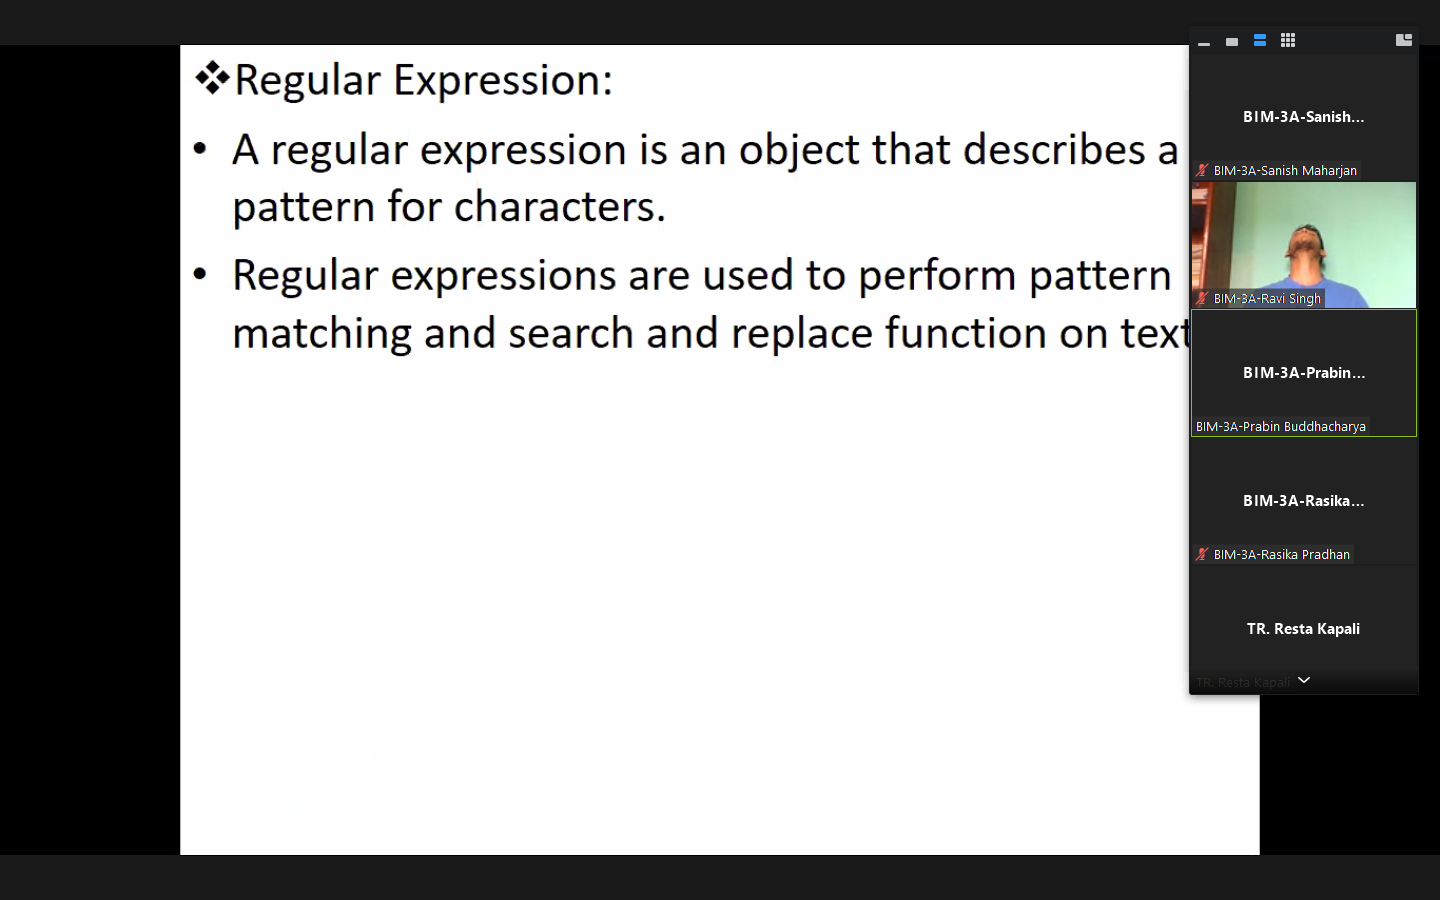 ❖Regular Expression:
• A regular expression is an object that describes a
pattern for characters.
• Regular expressions are used to perform pattern
matching and search and replace function on text
BIM-3A-Sanish...
BIM-3A-Sanish Maharjan
BIM-3A-Ravi Singh
BIM-3A-Prabin...
BIM-3A-Prabin Buddhacharya
BIM-3A-Rasika...
BIM-3A-Rasika Pradhan
TR. Resta Kapali
TR. Resta Kapali